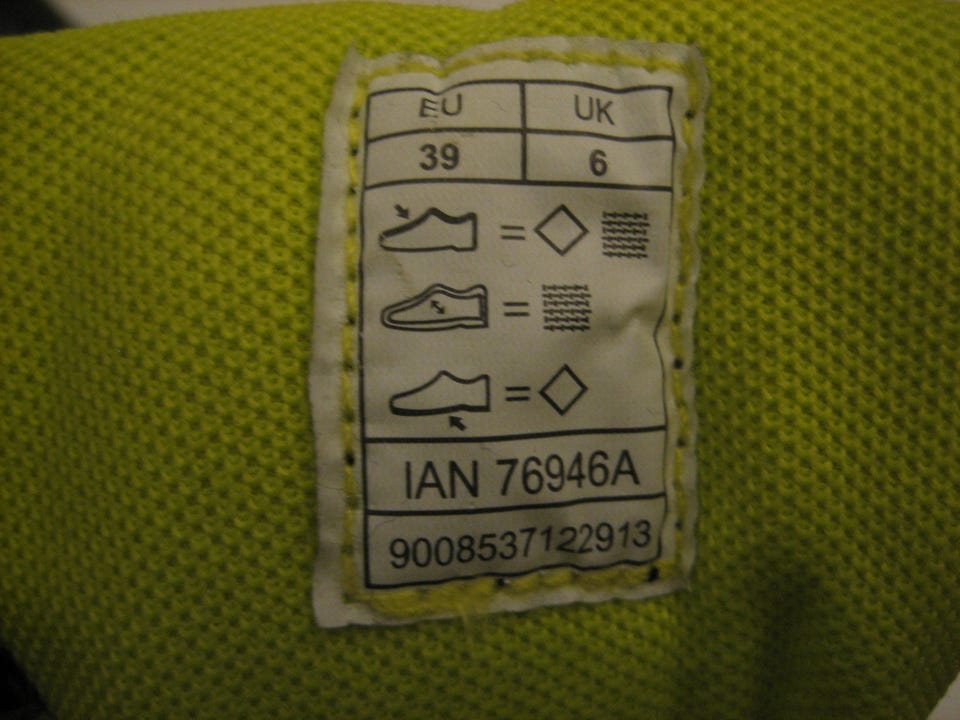 EU UK
39 6
= 
=
=
IAN 76946A
9008537122913